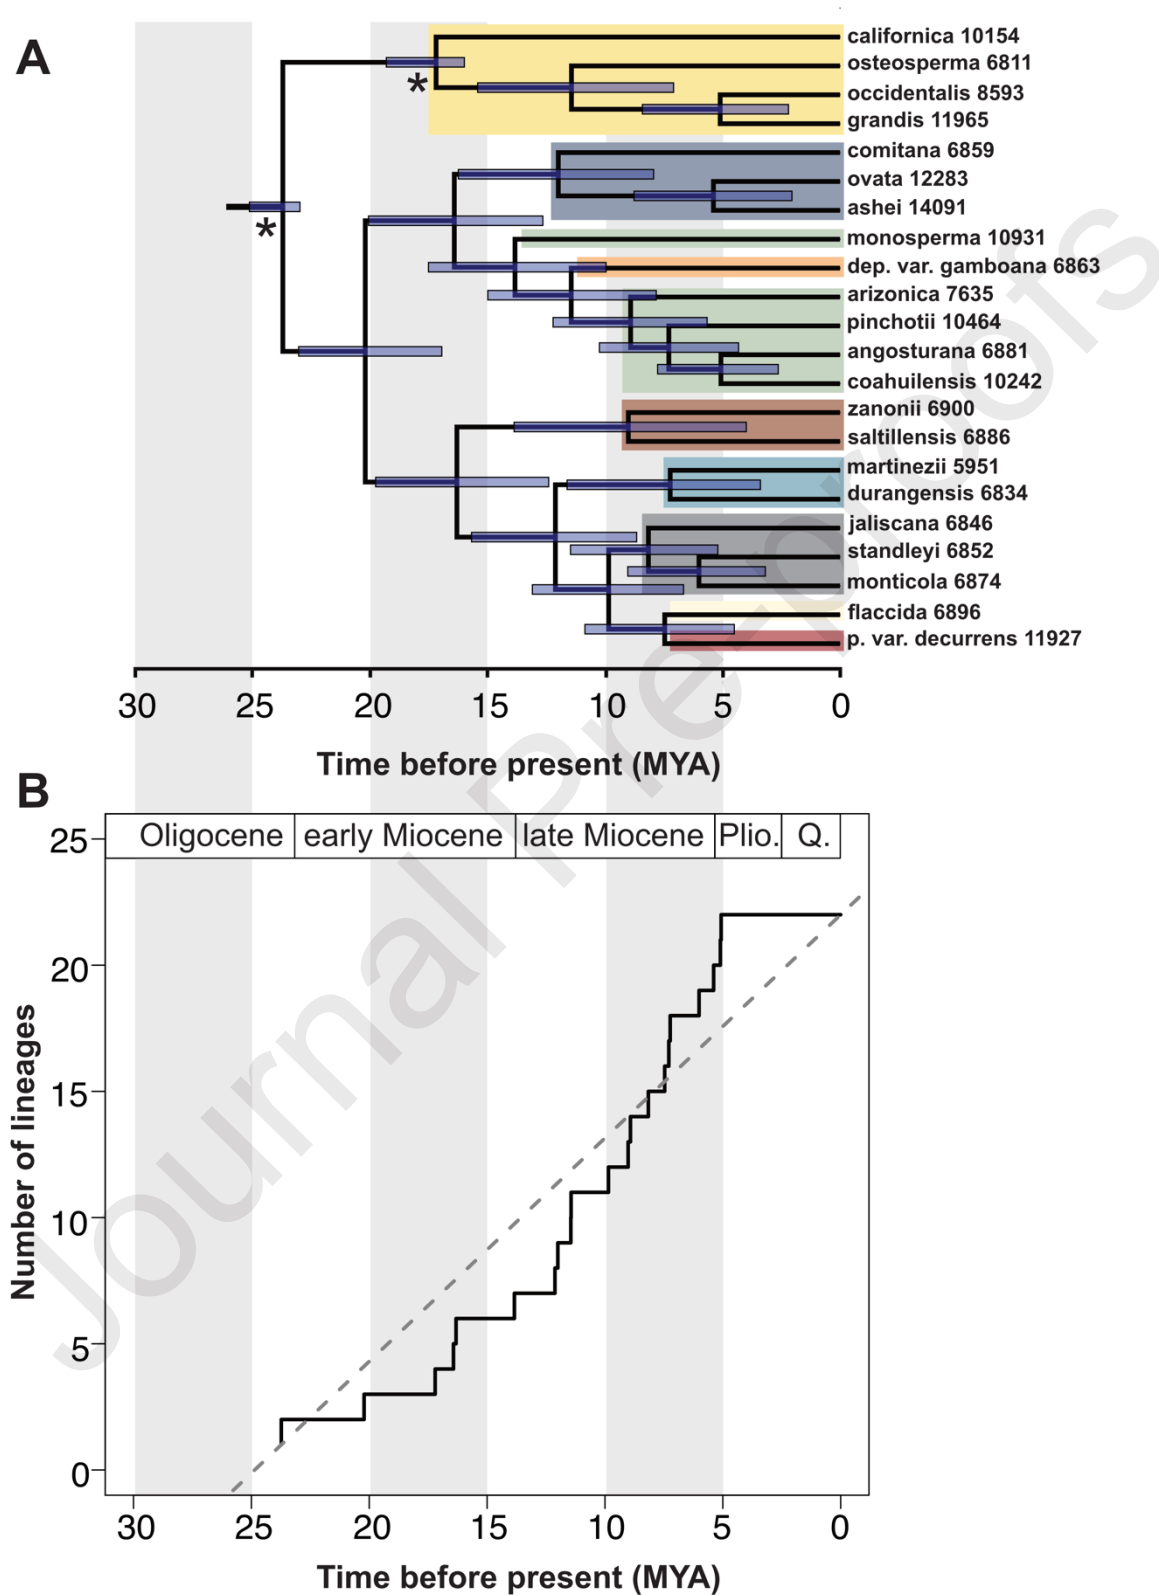 A
californica 10154
osteosperma 6811
*
occidentalis 8593
grandis 11965
comitana 6859
ovata 12283
ashei 14091
*
monosperma 10931
dep. var. gamboana 6863
arizonica 7635
pinchotii 10464
angosturana 6881
coahuilensis 10242
zanonii 6900
saltillensis 6886
martinezii 5951
durangensis 6834
jaliscana 6846
standleyi 6852
monticola 6874
flaccida 6896
p. var. decurrens 11927
30 25 20 15 10 5 0
Time before present (MYA)
B
Oligocene early Miocene late Miocene Plio. Q.
25
20
15
10
5
0
Number of lineages
30 25 20 15 10 5 0
Time before present (MYA)
Journal Pre-proofs